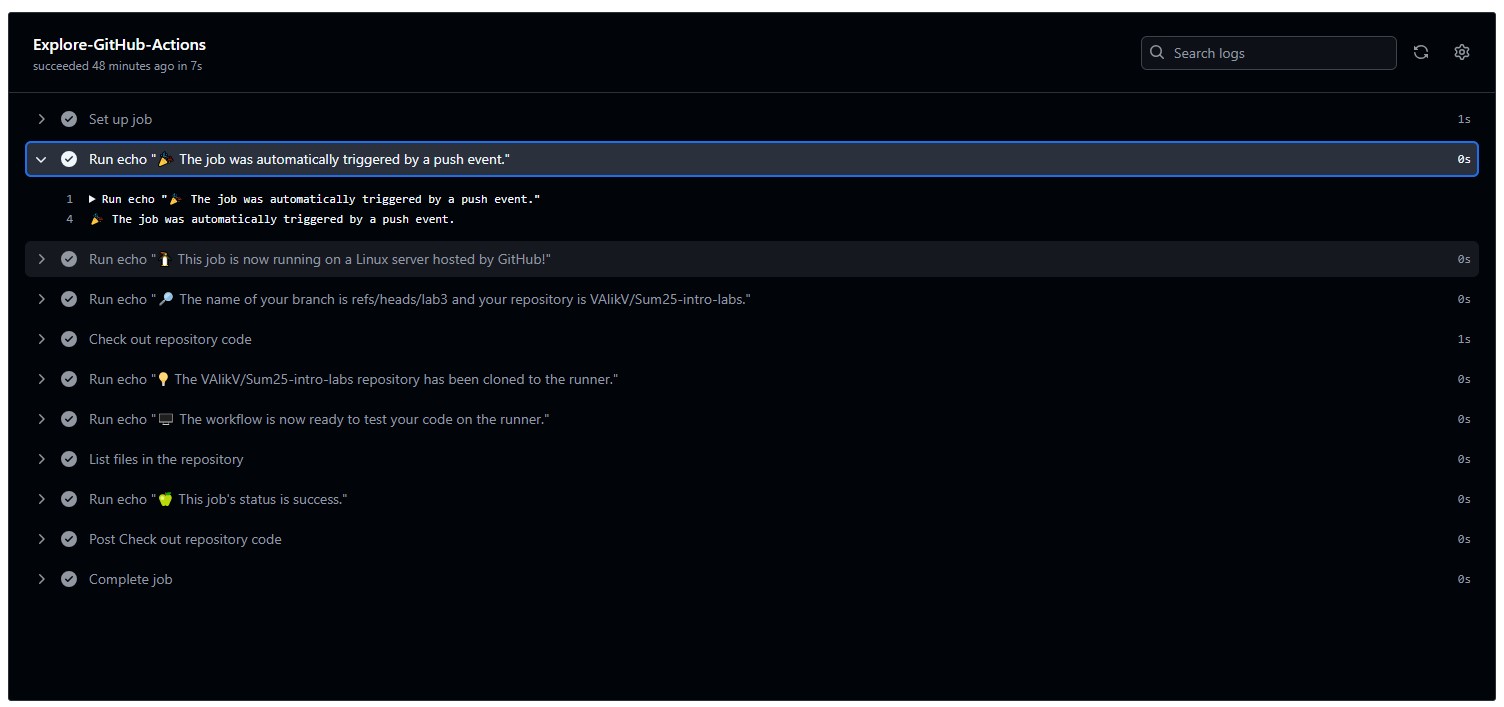 Explore-GitHub-Actions
succeeded 48 minutes ago in 7s
Search logs
Set up job 1s
Run echo "🎉 The job was automatically triggered by a push event." 0s
1 Run echo "🎉 The job was automatically triggered by a push event."
4 🎉 The job was automatically triggered by a push event.
Run echo "🐧 This job is now running on a Linux server hosted by GitHub!" 0s
Run echo "🔎 The name of your branch is refs/heads/lab3 and your repository is VAlikV/Sum25-intro-labs." 0s
Check out repository code 1s
Run echo "💡 The VAlikV/Sum25-intro-labs repository has been cloned to the runner." 0s
Run echo "🖥️ The workflow is now ready to test your code on the runner." 0s
List files in the repository 0s
Run echo "🍏 This job's status is success." 0s
Post Check out repository code 0s
Complete job 0s